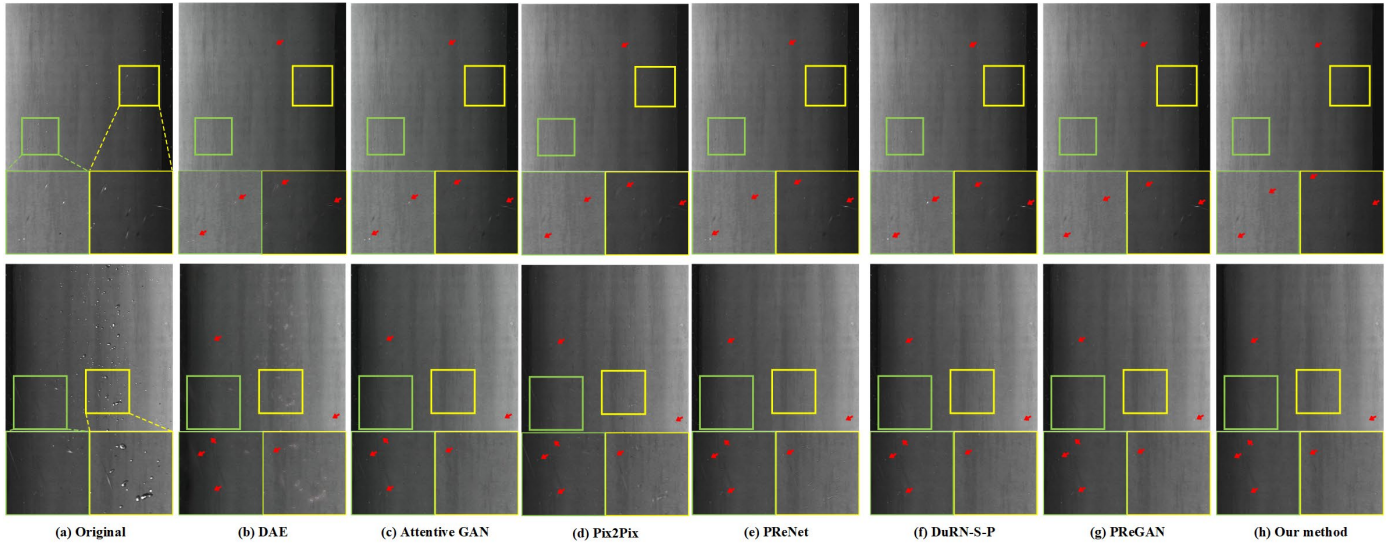 (a) Original
(b) DAE
(c) Attentive GAN
(d) Pix2Pix
(e) PReNet
(f) DuRN-S-P
(g) PReGAN
(h) Our method